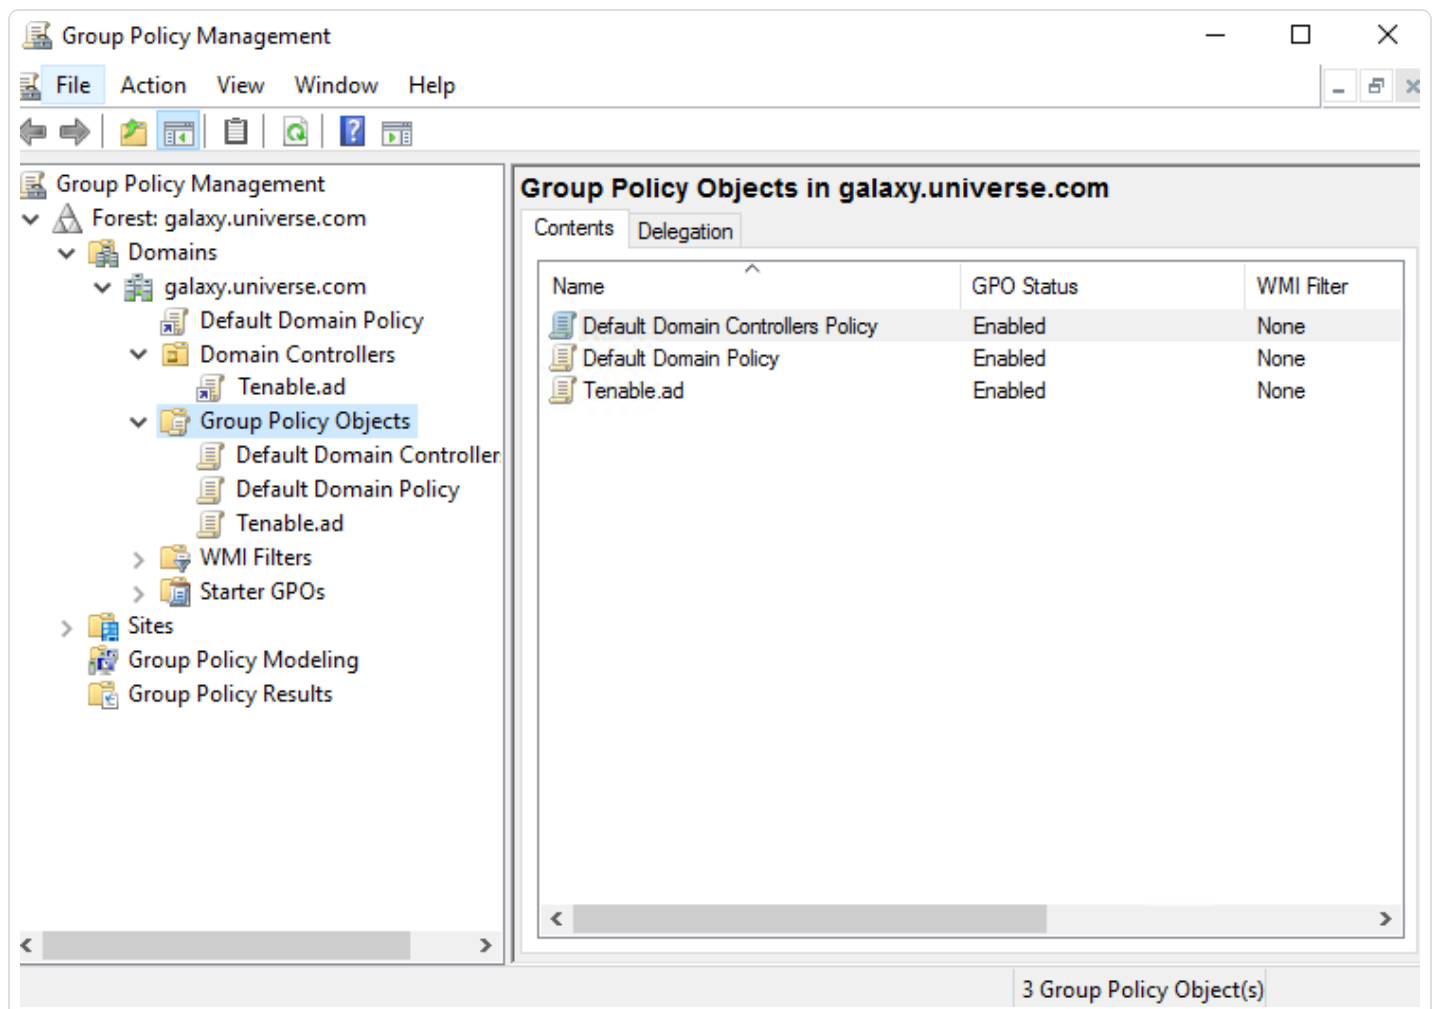 Group Policy Management
File Action View Window Help
Group Policy Management
Forest: galaxy.universe.com
Domains
galaxy.universe.com
Default Domain Policy
Domain Controllers
Tenable.ad
Group Policy Objects
Default Domain Controller
Default Domain Policy
Tenable.ad
WMI Filters
Starter GPOs
Sites
Group Policy Modeling
Group Policy Results
Group Policy Objects in galaxy.universe.com
Contents Delegation
Name GPO Status WMI Filter
Default Domain Controllers Policy Enabled None
Default Domain Policy Enabled None
Tenable.ad Enabled None
3 Group Policy Object(s)